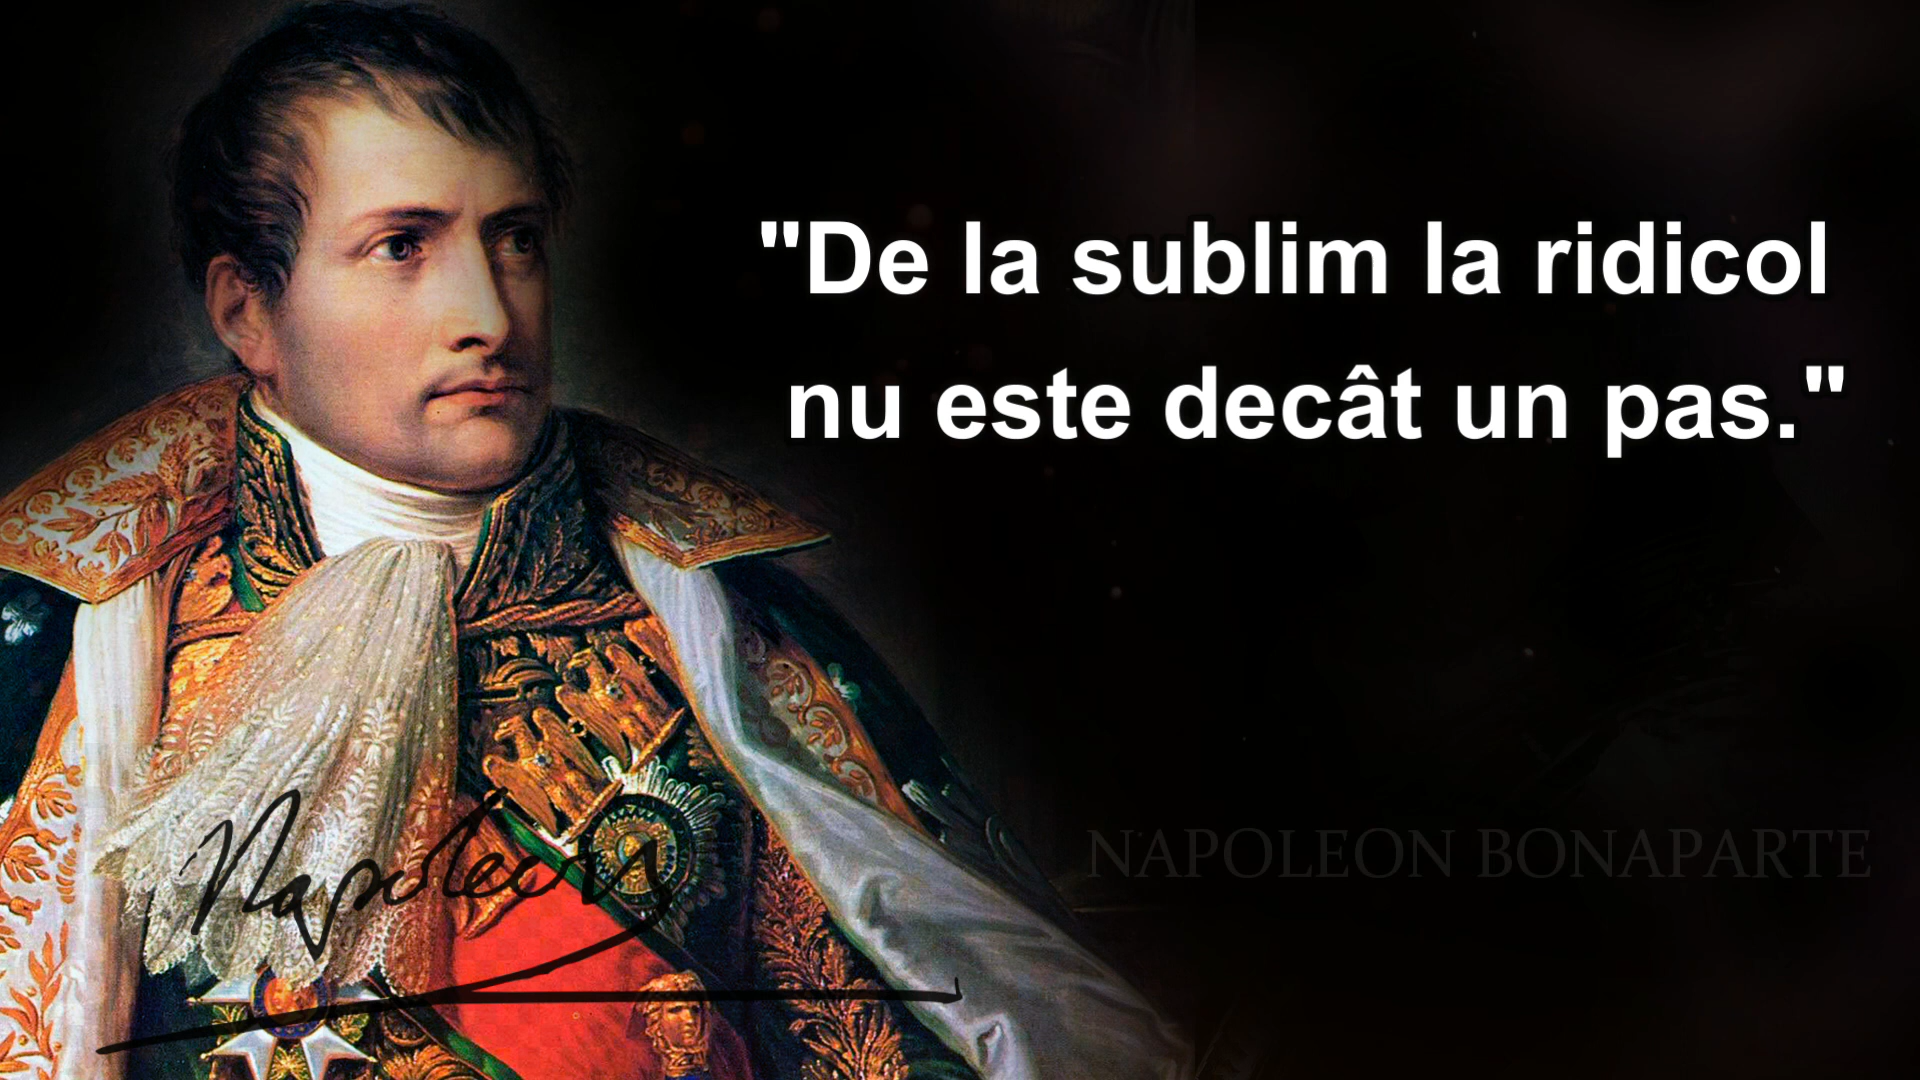 "De la sublim la ridicol
nu este decât un pas."
NAPOLEON BONAPARTE
Napoleon